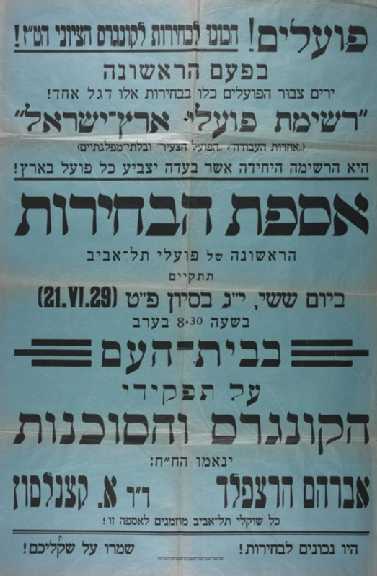 פועלים! הכונו לבחירות לקונגרס הציוני הט"ז!
בפעם הראשונה
ירים צבור הפועלים כלו בבחירות אלו דגל אחד!
"רשימת פועלי ארץ־ישראל"
("אחדות העבודה", "הפועל הצעיר" ובלתי־מפלגתיים)
היא הרשימה היחידה אשר בעדה יצביע כל פועל בארץ!
אספת הבחירות
הראשונה של פועלי תל־אביב
תתקיים
ביום ששי, י"ג בסיון פ"ט (21.VI.29)
בשעה 8.30 בערב
בבית־העם
על תפקידי
הקונגרס והסוכנות
ינאמו הח"ח:
אברהם הרצפלד ד"ר א. קצנלסון
כל שוקלי תל־אביב מוזמנים לאספה זו!
היו נכונים לבחירות! שמרו על שקליכם!